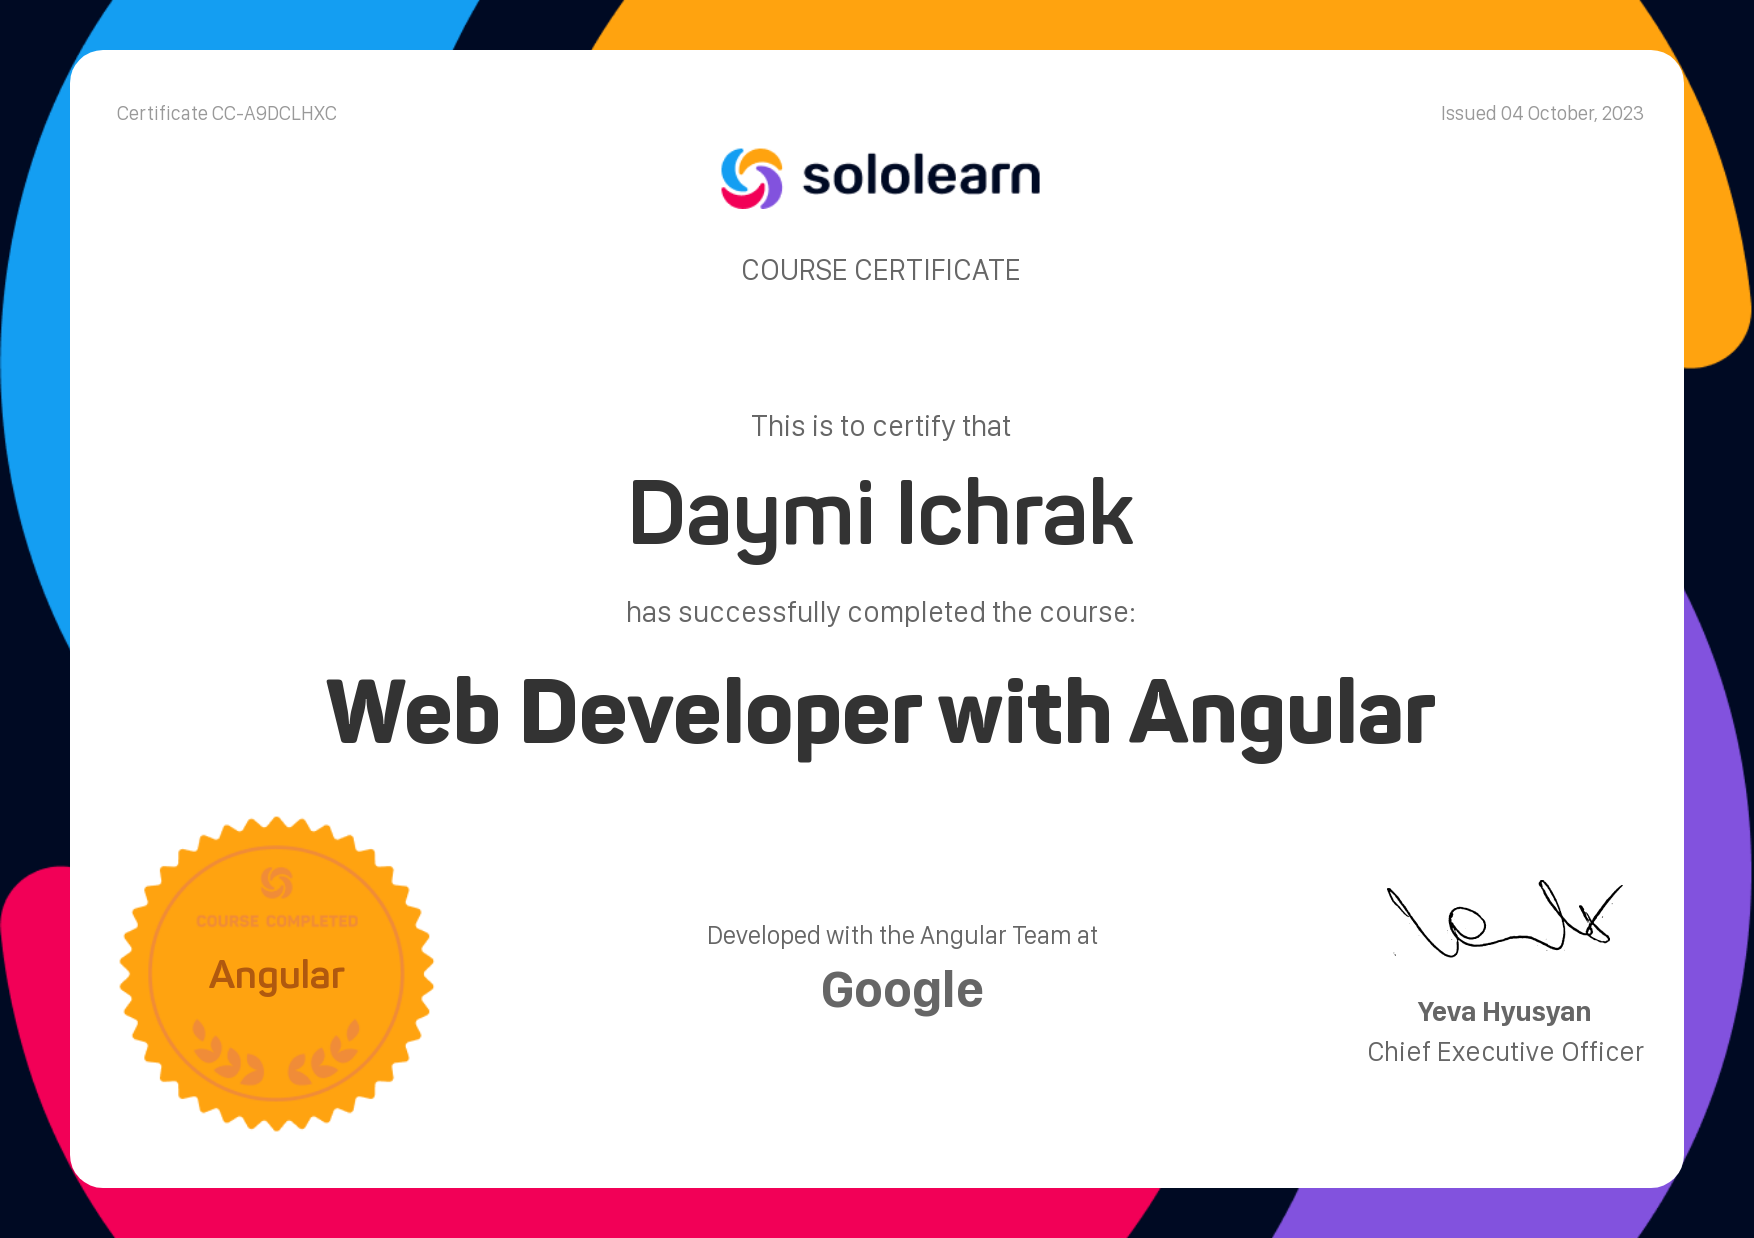 Certificate CC-A9DCLHXC
Issued 04 October, 2023
sololearn
COURSE CERTIFICATE
This is to certify that
Daymi Ichrak
has successfully completed the course:
Web Developer with Angular
COURSE COMPLETED
Angular
Developed with the Angular Team at
Google
Yeva Hyusyan
Chief Executive Officer